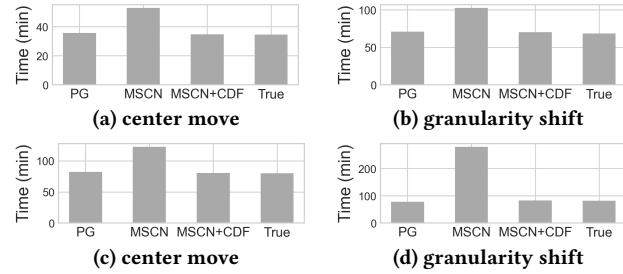 Time (min)
40
20
0
PG MSCN MSCN+CDF True
(a) center move
Time (min)
100
50
0
PG MSCN MSCN+CDF True
(b) granularity shift
Time (min)
100
50
0
PG MSCN MSCN+CDF True
(c) center move
Time (min)
200
100
0
PG MSCN MSCN+CDF True
(d) granularity shift